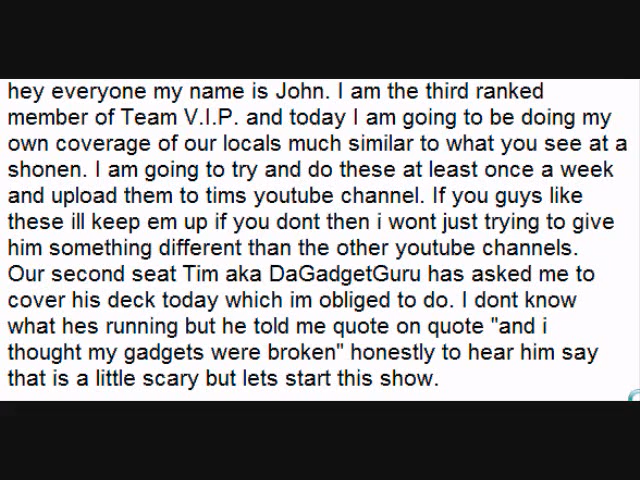 hey everyone my name is John. I am the third ranked
member of Team V.I.P. and today I am going to be doing my
own coverage of our locals much similar to what you see at a
shonen. I am going to try and do these at least once a week
and upload them to tims youtube channel. If you guys like
these ill keep em up if you dont then i wont just trying to give
him something different than the other youtube channels.
Our second seat Tim aka DaGadgetGuru has asked me to
cover his deck today which im obliged to do. I dont know
what hes running but he told me quote on quote "and i
thought my gadgets were broken" honestly to hear him say
that is a little scary but lets start this show.